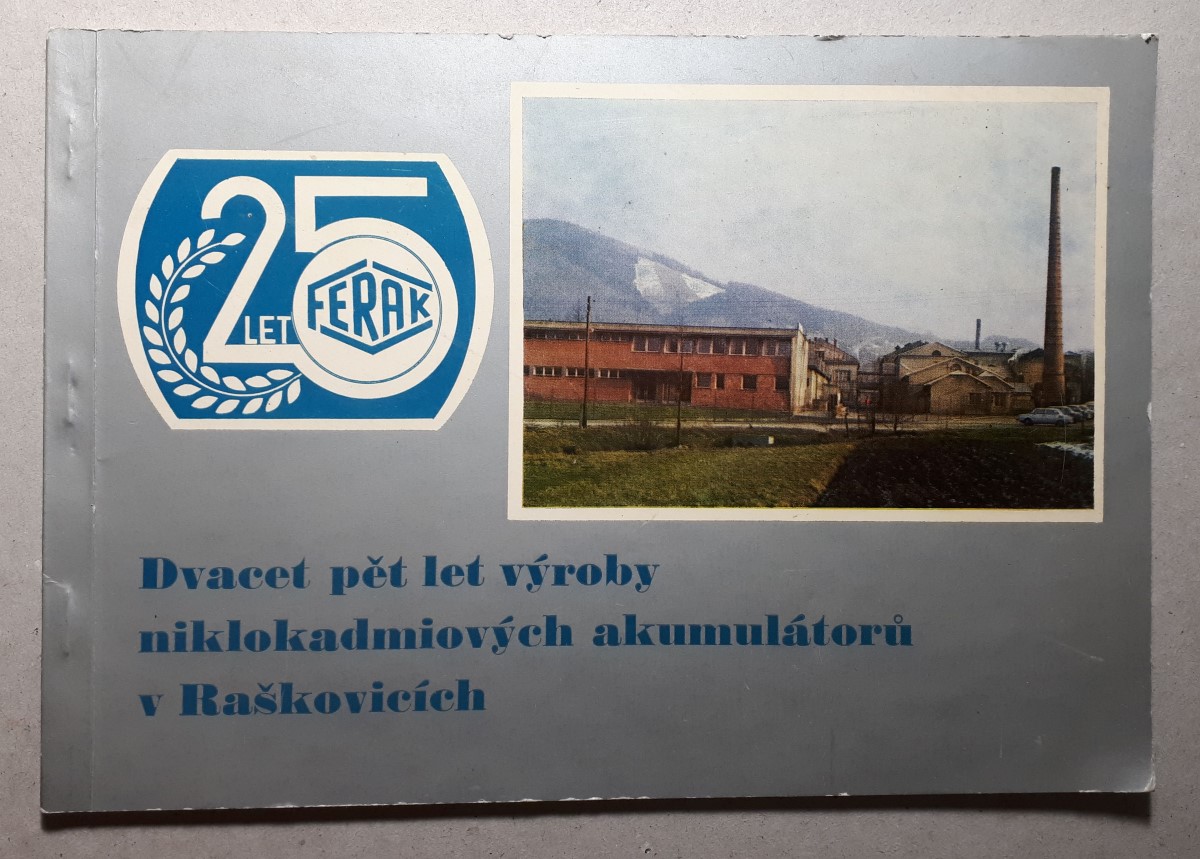 25
LET
FERAK
Dvacet pět let výroby
niklokadmiových akumulátorů
v Raškovicích